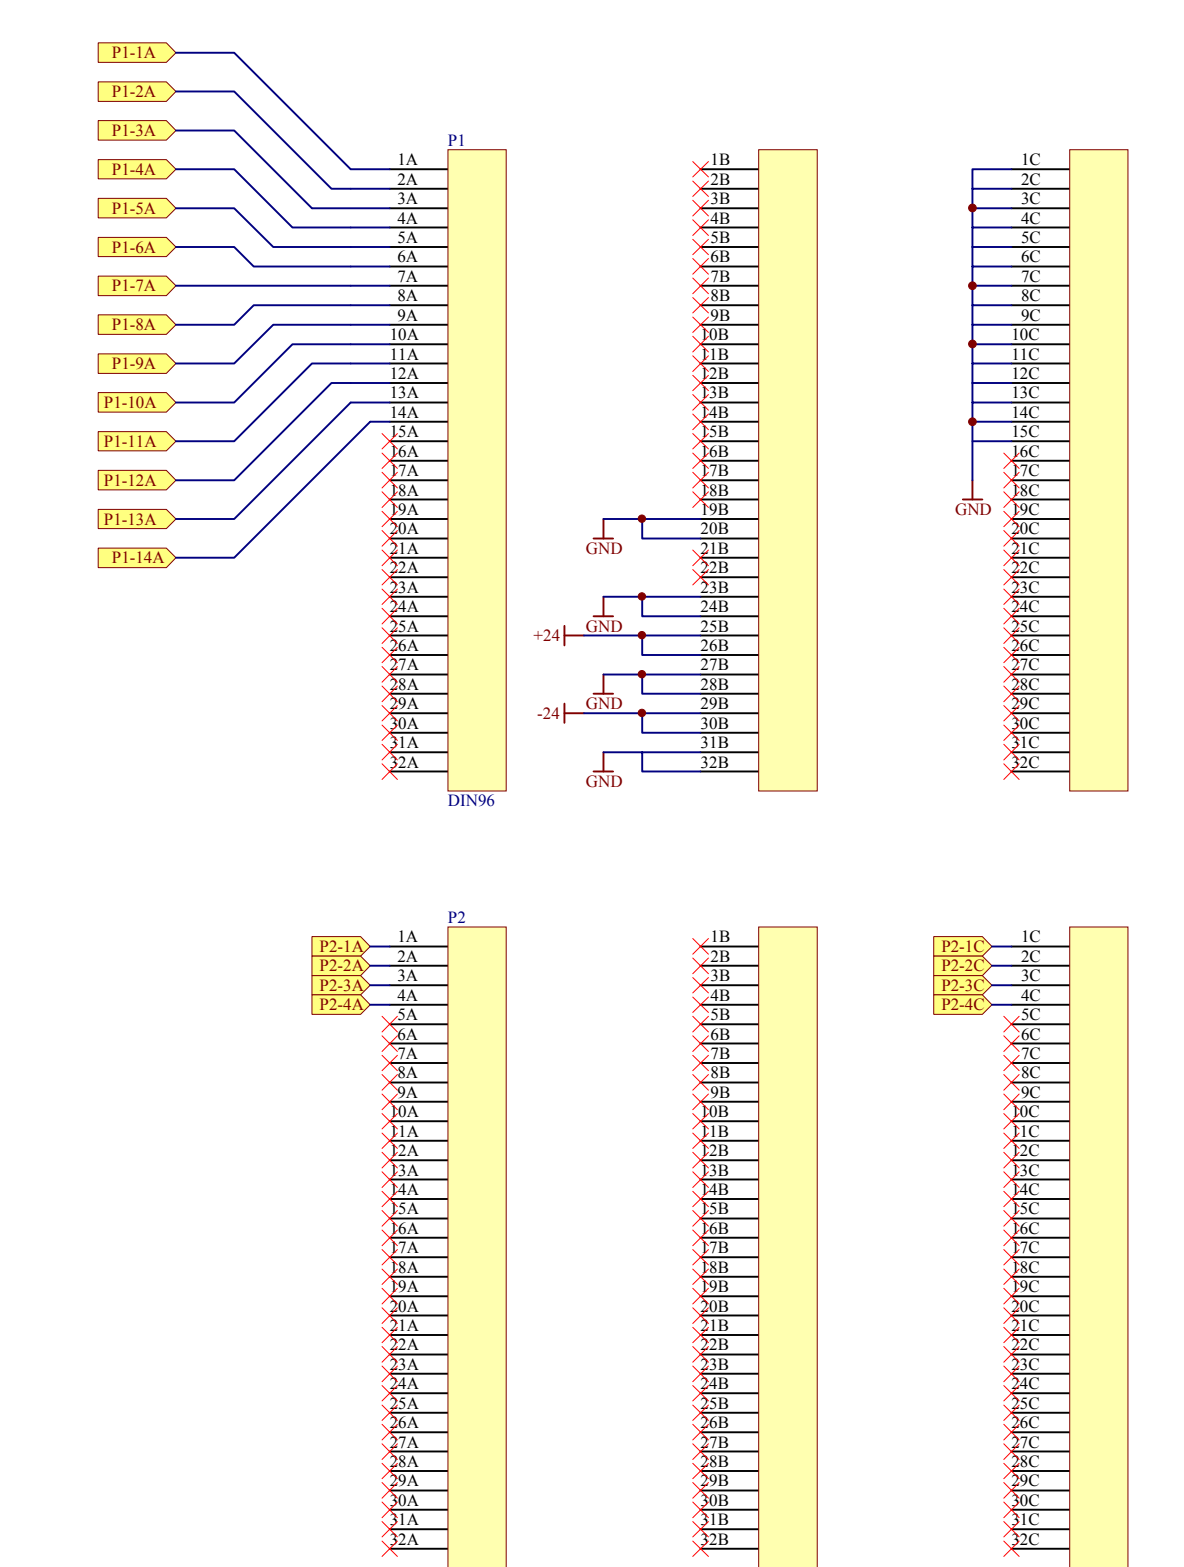 P1-1A
P1-2A
P1-3A
P1-4A
P1-5A
P1-6A
P1-7A
P1-8A
P1-9A
P1-10A
P1-11A
P1-12A
P1-13A
P1-14A
P1
1A
2A
3A
4A
5A
6A
7A
8A
9A
10A
11A
12A
13A
14A
15A
16A
17A
18A
19A
20A
21A
22A
23A
24A
25A
26A
27A
28A
29A
30A
31A
32A
DIN96
1B
2B
3B
4B
5B
6B
7B
8B
9B
10B
11B
12B
13B
14B
15B
16B
17B
18B
19B
20B
21B
22B
23B
24B
25B
26B
27B
28B
29B
30B
31B
32B
GND
GND
+24
GND
-24
GND
1C
2C
3C
4C
5C
6C
7C
8C
9C
10C
11C
12C
13C
14C
15C
16C
17C
18C
19C
20C
21C
22C
23C
24C
25C
26C
27C
28C
29C
30C
31C
32C
GND
P2
P2-1A
P2-2A
P2-3A
P2-4A
1A
2A
3A
4A
5A
6A
7A
8A
9A
10A
11A
12A
13A
14A
15A
16A
17A
18A
19A
20A
21A
22A
23A
24A
25A
26A
27A
28A
29A
30A
31A
32A
1B
2B
3B
4B
5B
6B
7B
8B
9B
10B
11B
12B
13B
14B
15B
16B
17B
18B
19B
20B
21B
22B
23B
24B
25B
26B
27B
28B
29B
30B
31B
32B
P2-1C
P2-2C
P2-3C
P2-4C
1C
2C
3C
4C
5C
6C
7C
8C
9C
10C
11C
12C
13C
14C
15C
16C
17C
18C
19C
20C
21C
22C
23C
24C
25C
26C
27C
28C
29C
30C
31C
32C